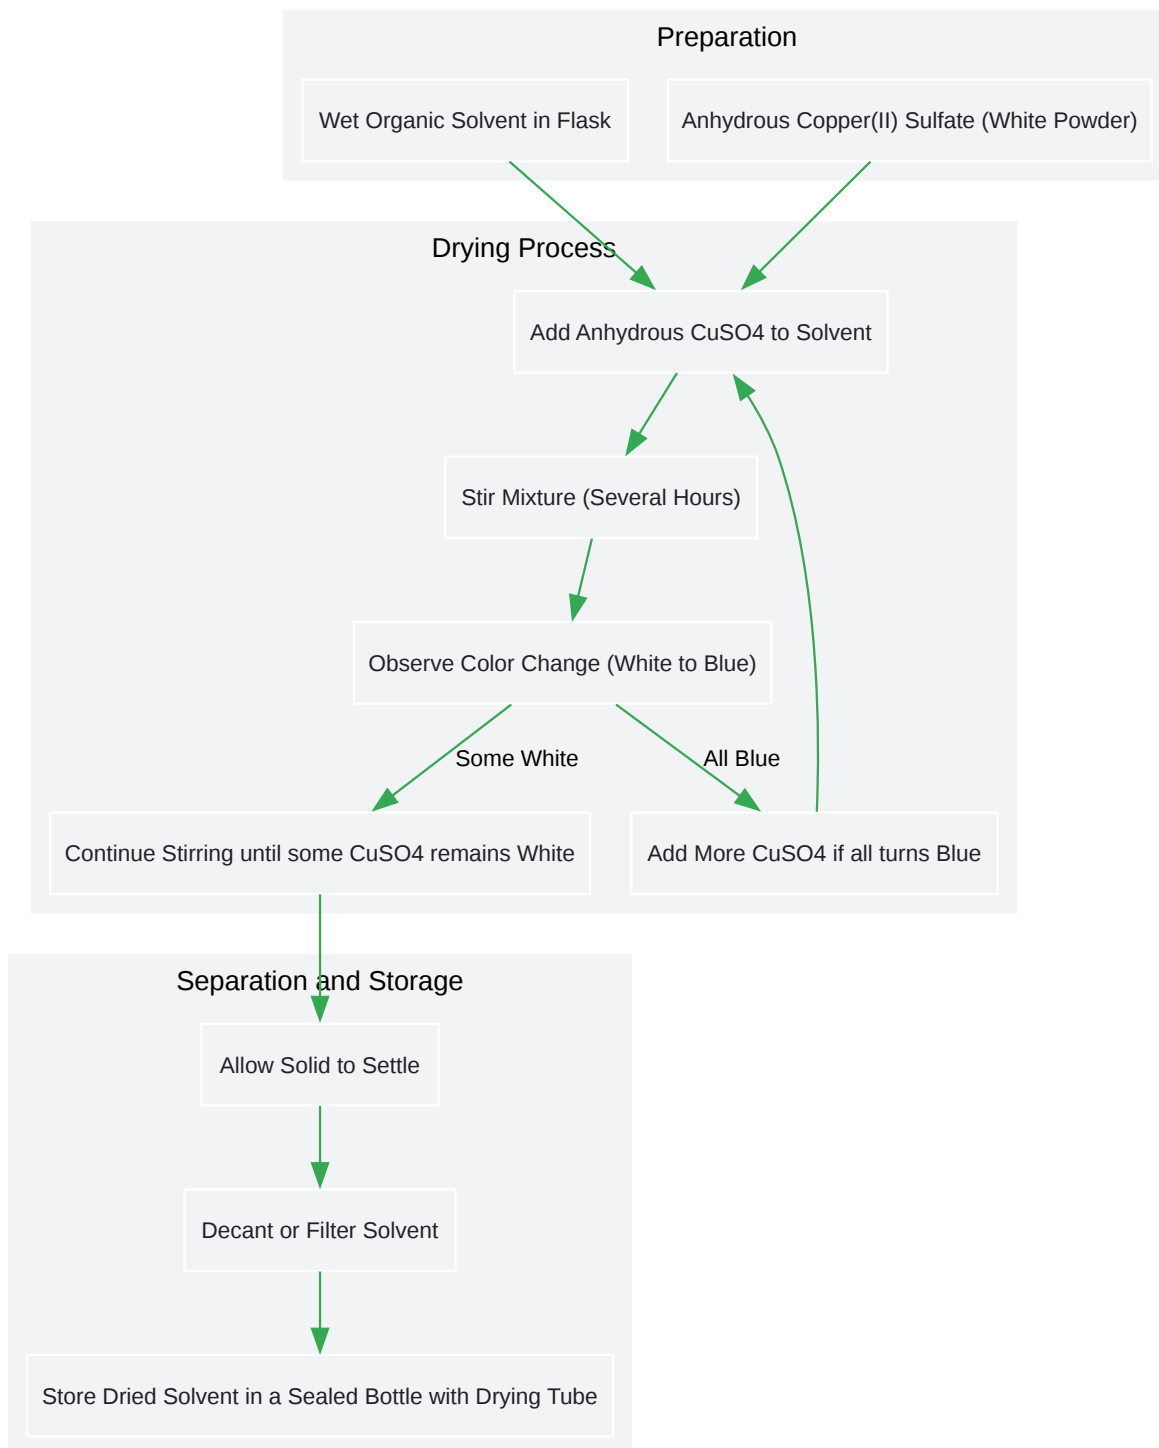 Preparation
Wet Organic Solvent in Flask
Anhydrous Copper(II) Sulfate (White Powder)
Drying Process
Add Anhydrous CuSO4 to Solvent
Stir Mixture (Several Hours)
Observe Color Change (White to Blue)
Some White
All Blue
Continue Stirring until some CuSO4 remains White
Add More CuSO4 if all turns Blue
Separation and Storage
Allow Solid to Settle
Decant or Filter Solvent
Store Dried Solvent in a Sealed Bottle with Drying Tube